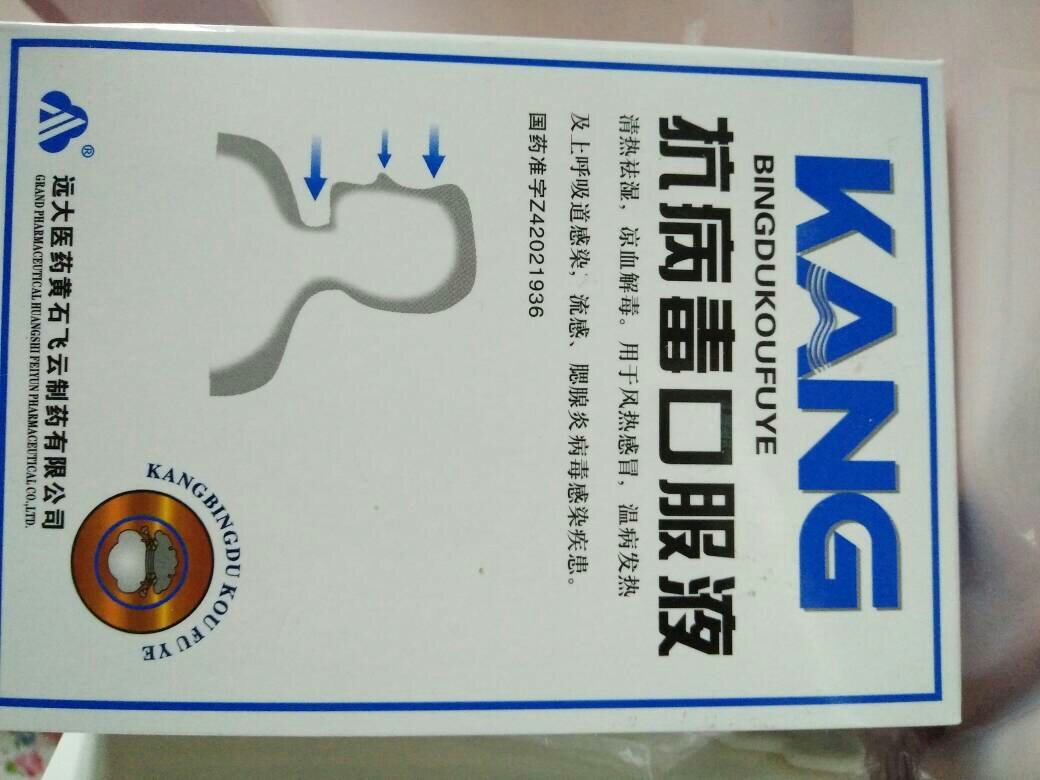 KANG
BINGDUKOUFUYE
抗病毒口服液
清热祛湿，凉血解毒。用于风热感冒，温病发热
及上呼吸道感染，流感、腮腺炎病毒感染疾患。
国药准字Z42021936
KANGBINGDU KOU FU YE
®
远大医药黄石飞云制药有限公司
GRAND PHARMACEUTICAL HUANGSHI FEIYUN PHARMACEUTICAL CO.,LTD.